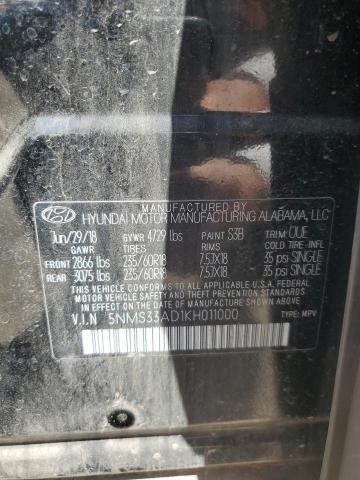 MANUFACTURED BY
HYUNDAI MOTOR MANUFACTURING ALABAMA, LLC
Jun/29/18 GVWR 4729 lbs PAINT S3B TRIM UUE
GAWR TIRES RIMS COLD TIRE INFL.
FRONT 2866 lbs 235/60R18 7.5JX18 35 psi SINGLE
REAR 3075 lbs 235/60R18 7.5JX18 35 psi SINGLE
THIS VEHICLE CONFORMS TO ALL APPLICABLE U.S. FEDERAL
MOTOR VEHICLE SAFETY AND THEFT PREVENTION
STANDARDS IN EFFECT ON THE DATE OF MANUFACTURE SHOWN ABOVE.
V.I.N 5NMS33AD1KH011000 TYPE: MPV